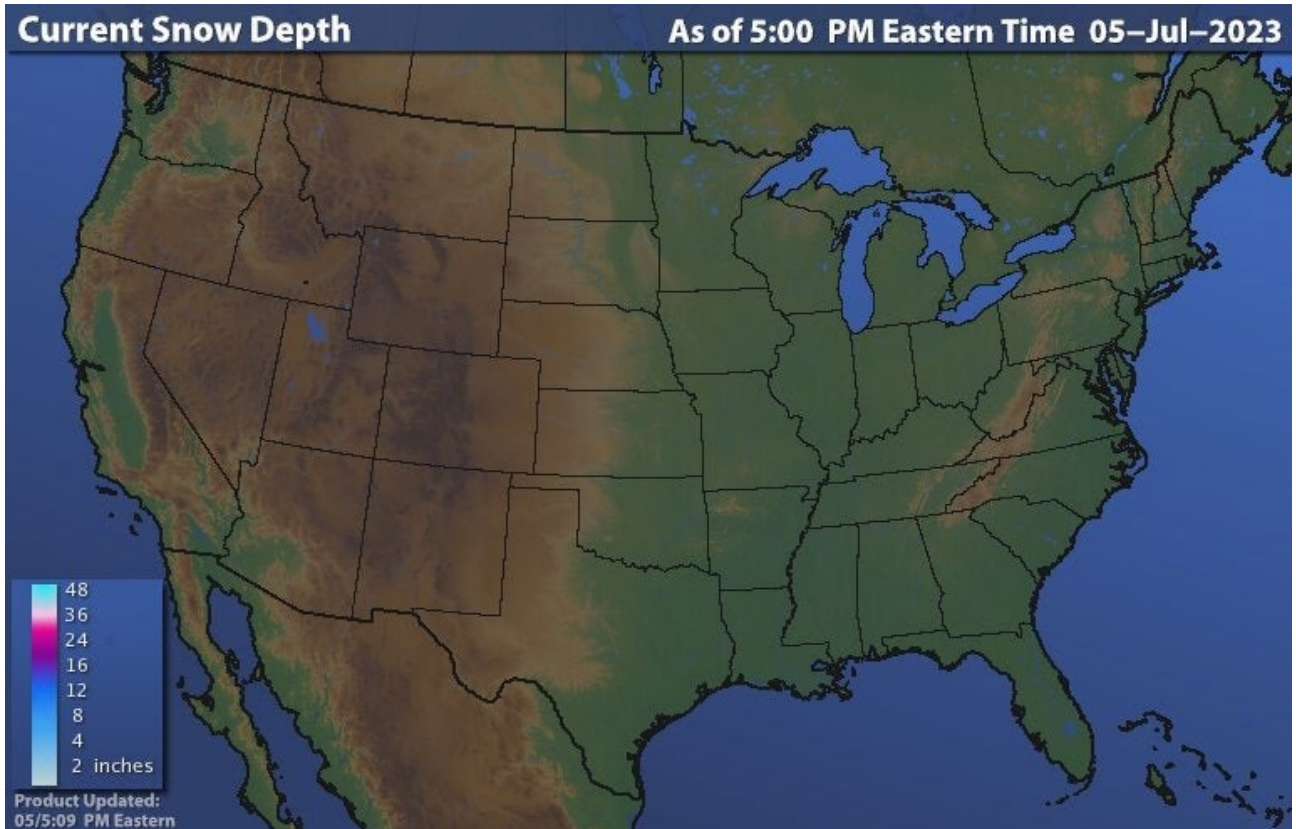 Current Snow Depth
As of 5:00 PM Eastern Time 05–Jul–2023
48
36
24
16
12
8
4
2 inches
Product Updated:
05/5:09 PM Eastern